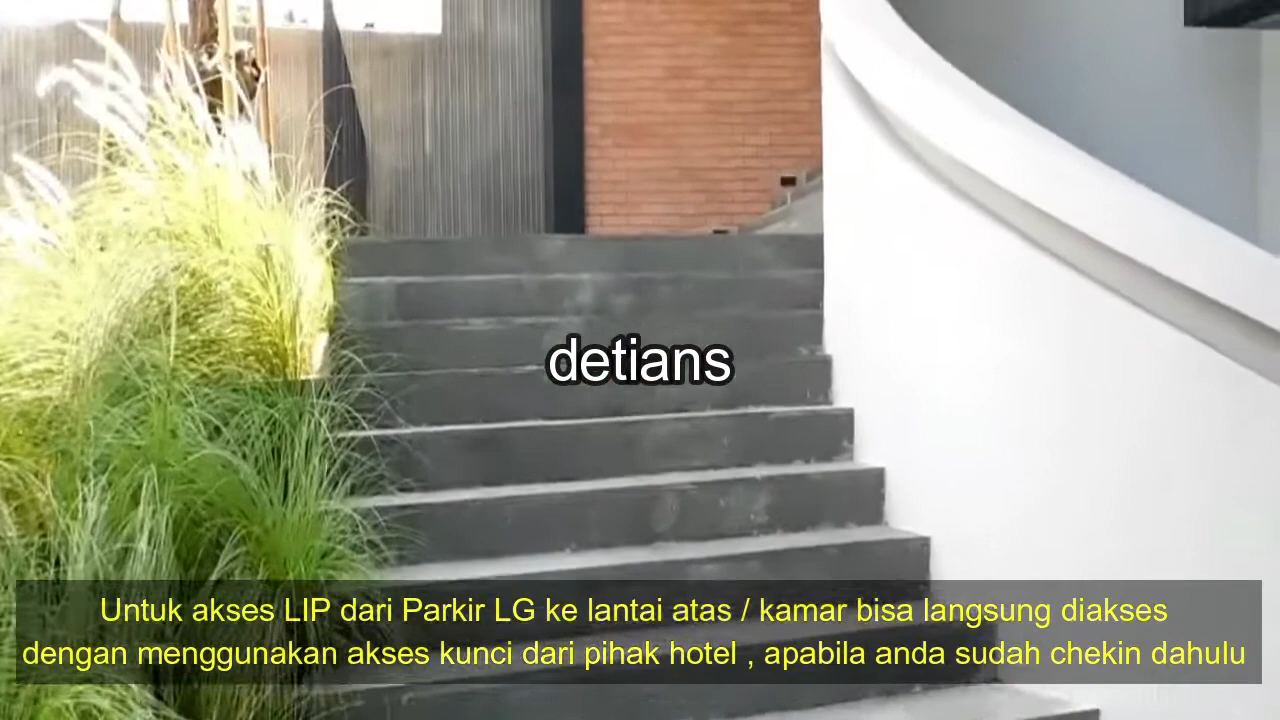 detians
Untuk akses LIP dari Parkir LG ke lantai atas / kamar bisa langsung diakses
dengan menggunakan akses kunci dari pihak hotel , apabila anda sudah chekin dahulu